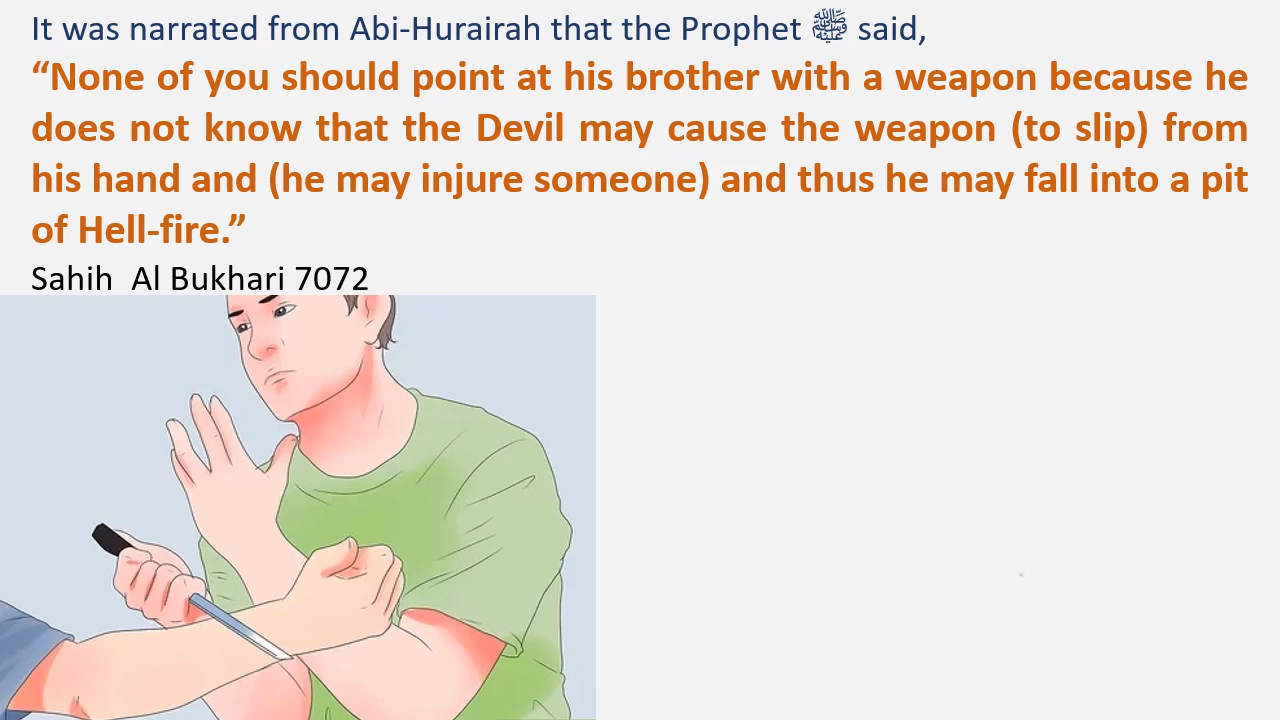 It was narrated from Abi-Hurairah that the Prophet ﷺ said,
“None of you should point at his brother with a weapon because he
does not know that the Devil may cause the weapon (to slip) from
his hand and (he may injure someone) and thus he may fall into a pit
of Hell-fire.”
Sahih  Al Bukhari 7072